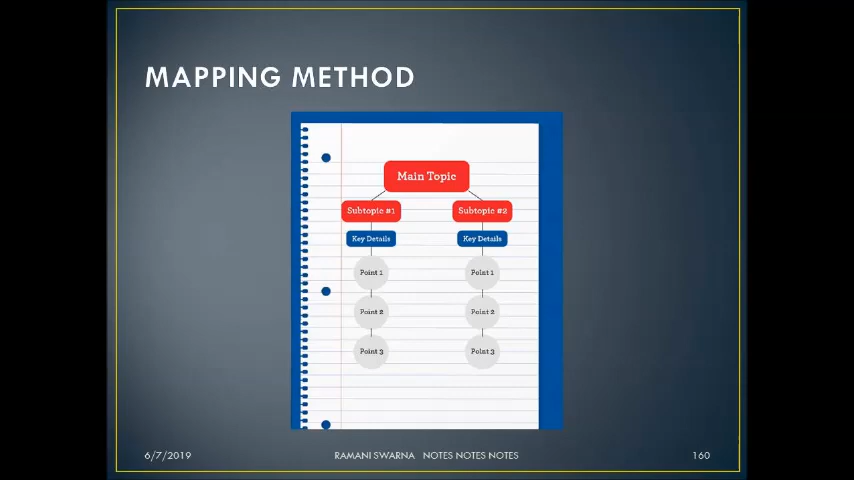 MAPPING METHOD
Main Topic
Subtopic #1
Subtopic #2
Key Details
Key Details
Point 1
Point 1
Point 2
Point 2
Point 3
Point 3
6/7/2019
RAMANI SWARNA NOTES NOTES NOTES
160